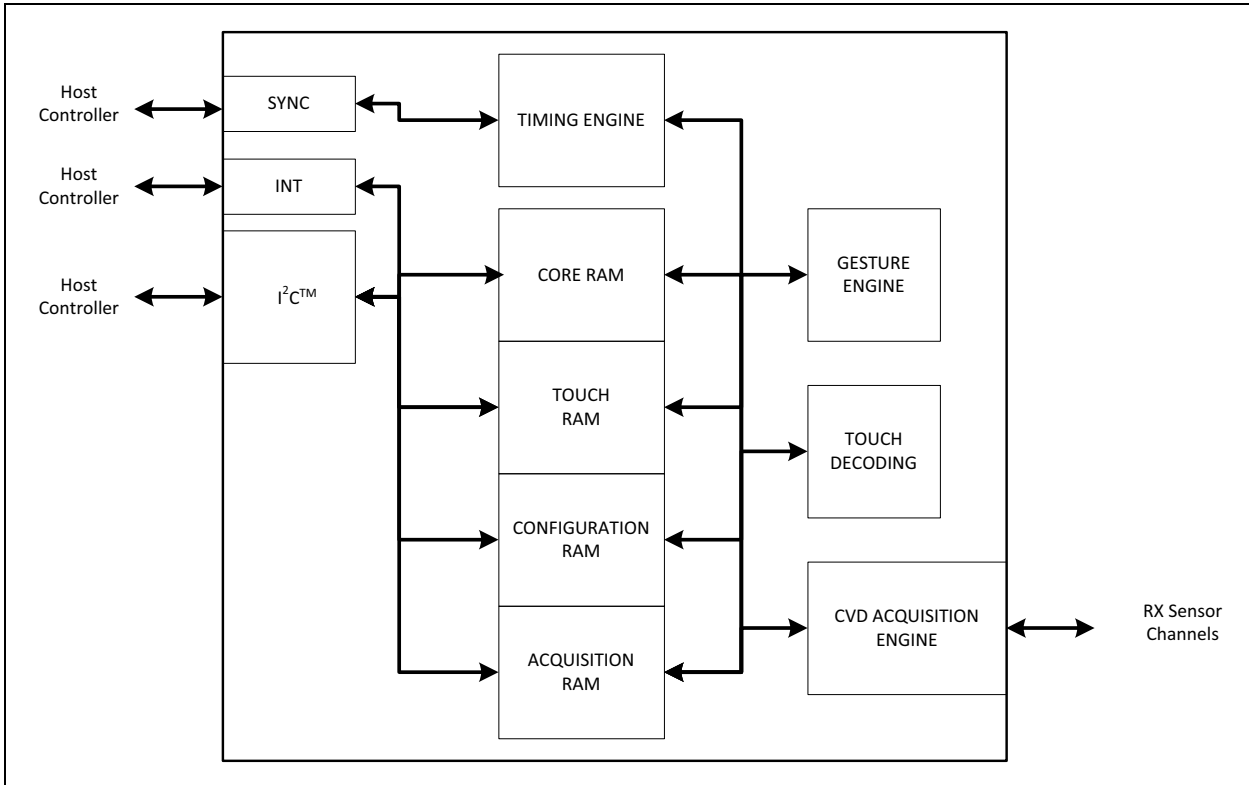 Host
Controller
SYNC
TIMING ENGINE
Host
Controller
INT
Host
Controller
I²C™
CORE RAM
GESTURE
ENGINE
TOUCH
RAM
TOUCH
DECODING
CONFIGURATION
RAM
CVD ACQUISITION
ENGINE
RX Sensor
Channels
ACQUISITION
RAM